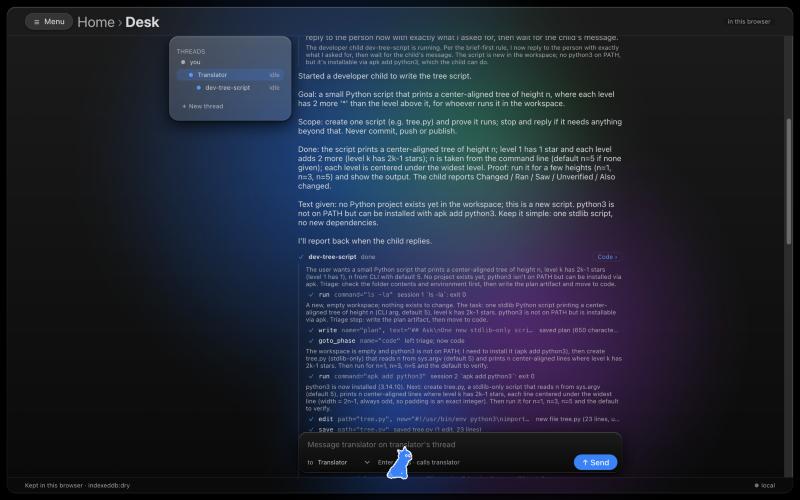 ≡ Menu
Home › Desk
in this browser
THREADS
you
Translator idle
dev-tree-script idle
+ New thread
reply to the person now with exactly what I asked for, then wait for the child's message.
The developer child dev-tree-script is running. Per the brief-first rule, I now reply to the person with exactly
what I asked for, then wait for the child's message. The script is new in the workspace; no python3 on PATH,
but it's installable via apk add python3, which the child can do.
Started a developer child to write the tree script.
Goal: a small Python script that prints a center-aligned tree of height n, where each level
has 2 more '*' than the level above it, for whoever runs it in the workspace.
Scope: create one script (e.g. tree.py) and prove it runs; stop and reply if it needs anything
beyond that. Never commit, push or publish.
Done: the script prints a center-aligned tree of height n; level 1 has 1 star and each level
adds 2 more (level k has 2k-1 stars); n is taken from the command line (default n=5 if none
given); each level is centered under the widest level. Proof: run it for a few heights (n=1,
n=3, n=5) and show the output. The child reports Changed / Ran / Saw / Unverified / Also
changed.
Text given: no Python project exists yet in the workspace; this is a new script. python3 is
not on PATH but can be installed with apk add python3. Keep it simple: one stdlib script,
no new dependencies.
I'll report back when the child replies.
✓ dev-tree-script done Code ›
The user wants a small Python script that prints a center-aligned tree of height n, level k has 2k-1 stars
(level 1 has 1), n from CLI with default 5. No project exists yet; python3 isn't on PATH but installable via
apk. Triage: check the folder contents and environment first, then write the plan artifact and move to code.
✓ run command="ls -la" session 1 `ls -la`: exit 0
A new, empty workspace; nothing exists to change. The task: one stdlib Python script printing a center-
aligned tree of height n (CLI arg, default 5), level k has 2k-1 stars. python3 is not on PATH but installable
via apk. Triage stop: write the plan artifact, then move to code.
✓ write name="plan", text="## Ask\nOne new stdlib-only scri… saved plan (650 characte…
✓ goto_phase name="code" left triage; now code
The workspace is empty and python3 is not on PATH; I need to install it (apk add python3), then create
tree.py (stdlib-only) that reads n from sys.argv (default 5) and prints n center-aligned lines where level k
has 2k-1 stars. Then run for n=1, n=3, n=5 and the default to verify.
✓ run command="apk add python3" session 2 `apk add python3`: exit 0
python3 is now installed (3.14.10). Next: create tree.py, a stdlib-only script that reads n from sys.argv
(default 5), prints n center-aligned lines where level k has 2k-1 stars, each line centered under the widest
line (width = 2n-1, always odd, so padding is an exact integer). Then run it for n=1, n=3, n=5 and the default
to verify.
✓ edit path="tree.py", new="#!/usr/bin/env python3\nimport… new file tree.py (23 lines, u…
✓ save path="tree.py" saved tree.py (1 edit, 23 lines)
Message translator on translator's thread
to Translator
calls translator
↑ Send
Kept in this browser · indexeddb:dry
local